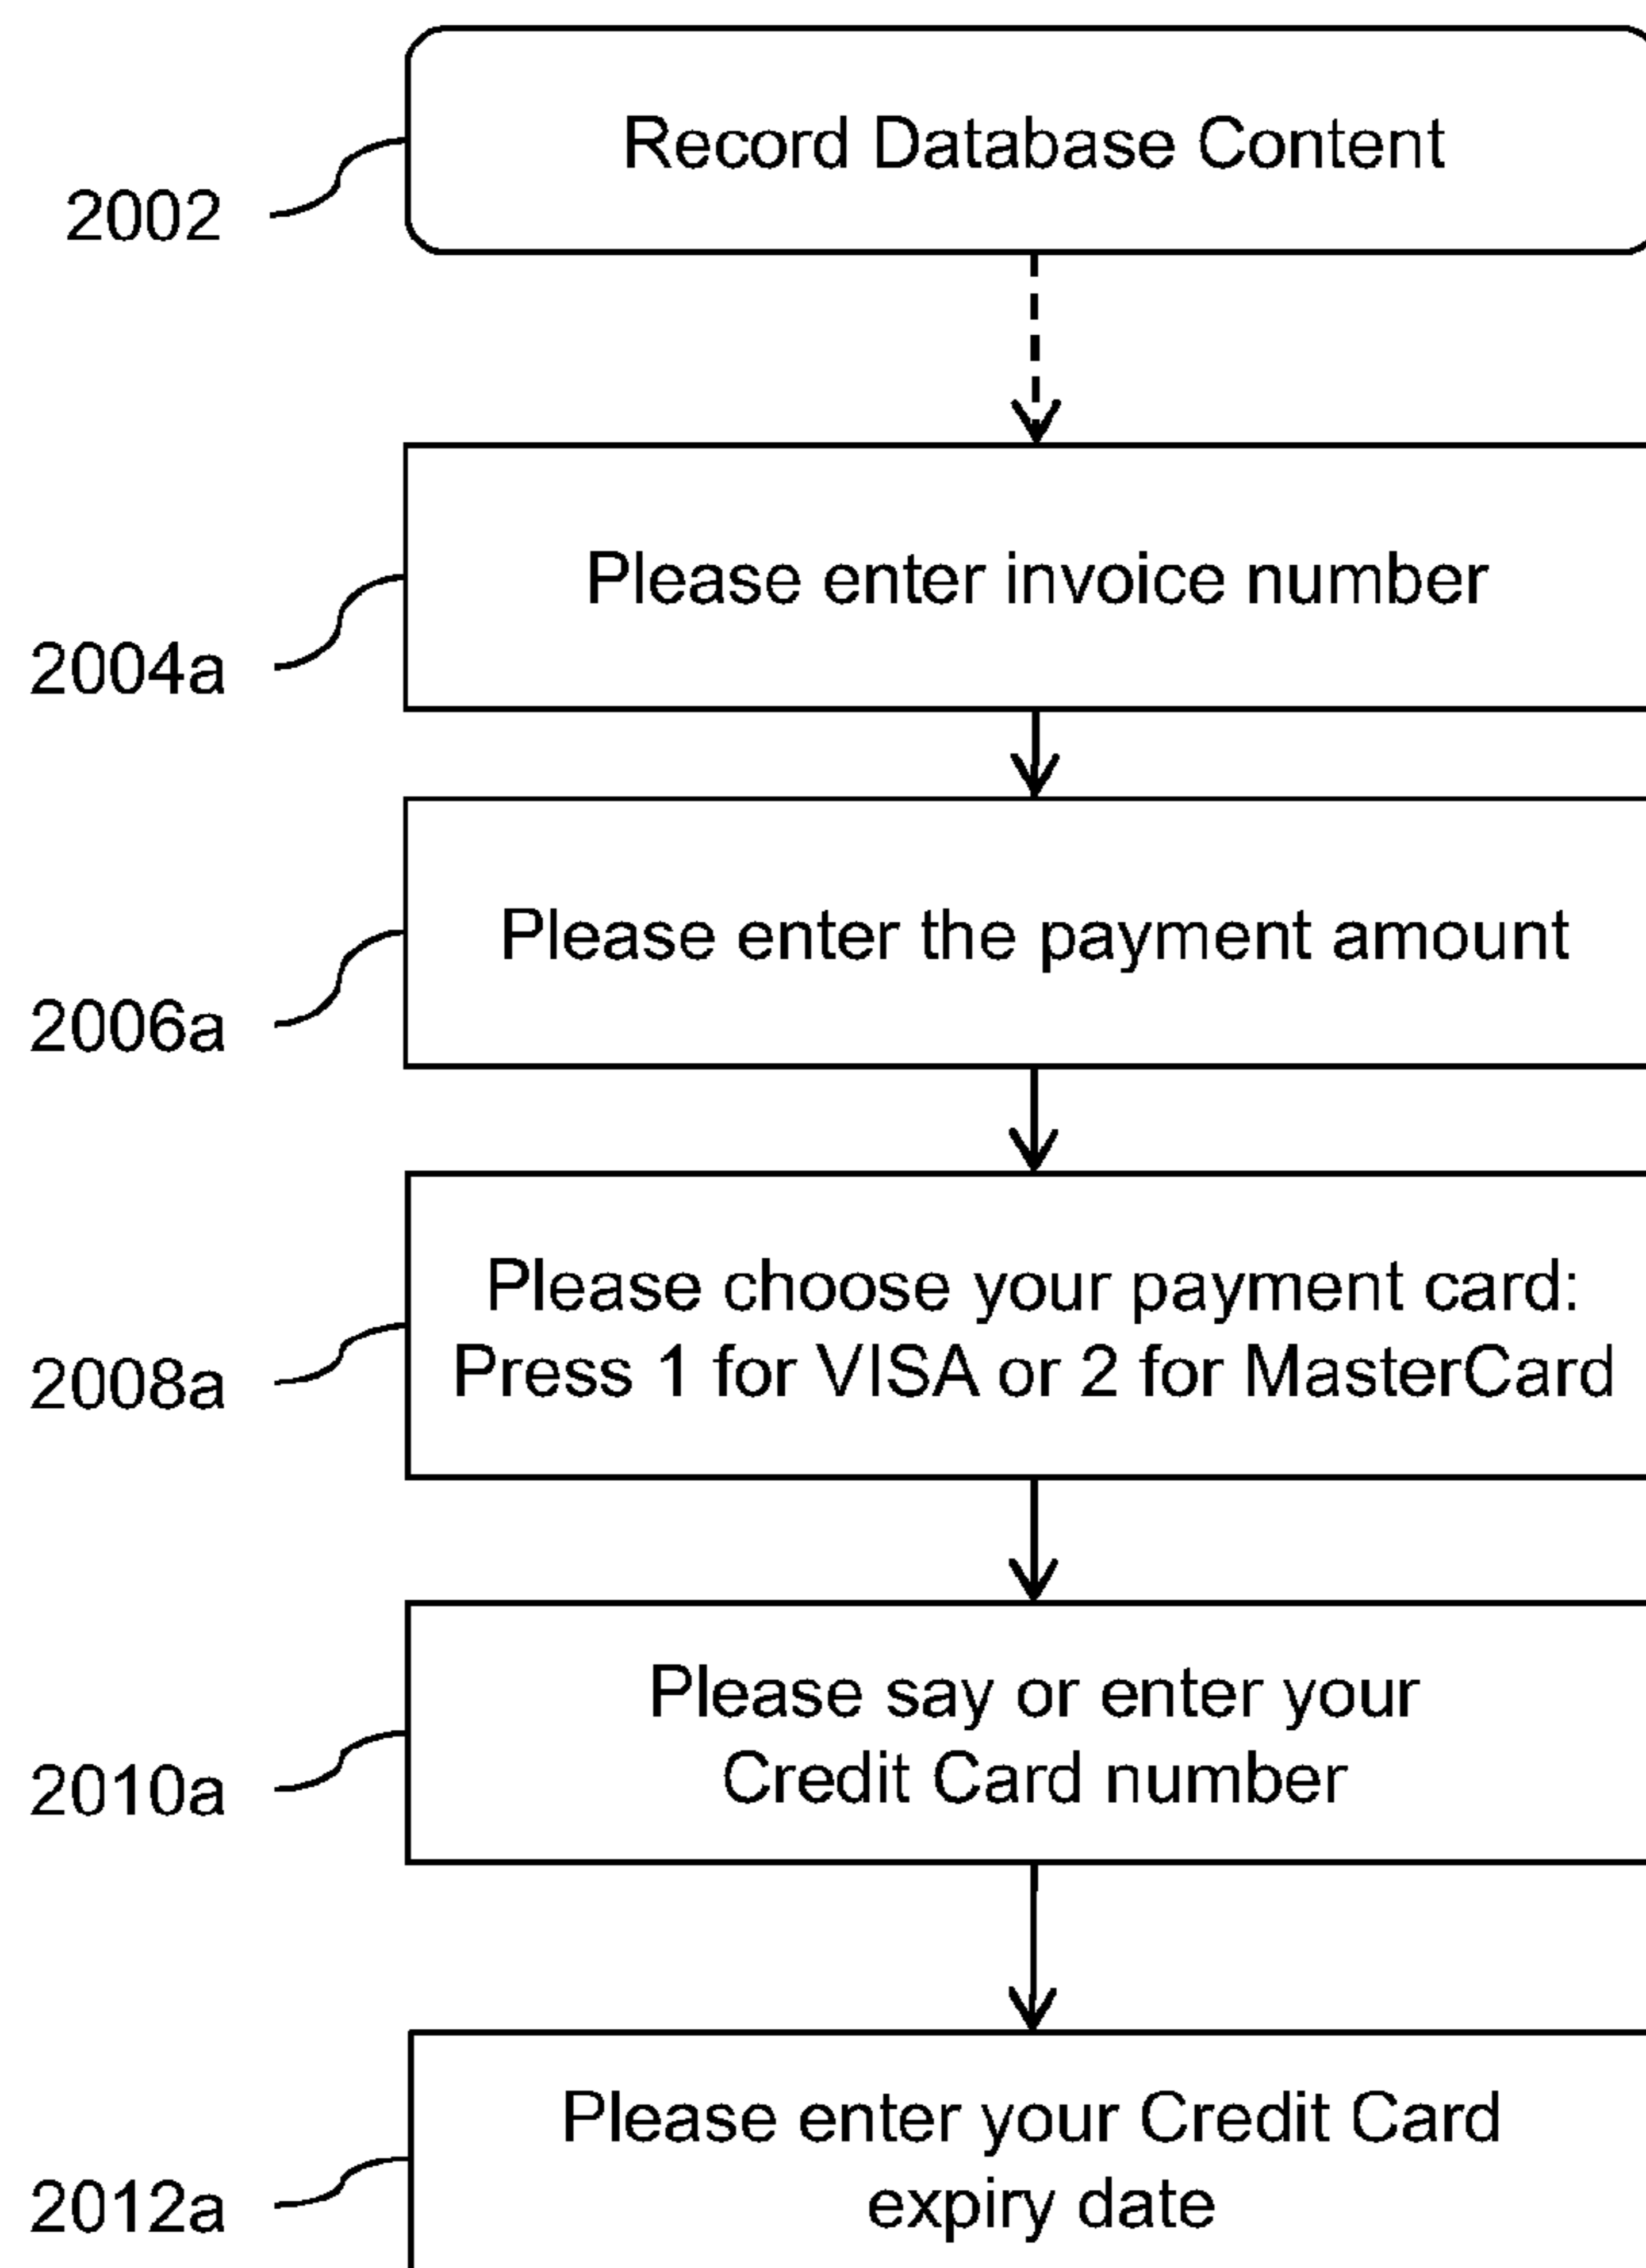 Record Database Content
2002
Please enter invoice number
2004a
Please enter the payment amount
2006a
Please choose your payment card:
Press 1 for VISA or 2 for MasterCard
2008a
Please say or enter your
Credit Card number
2010a
Please enter your Credit Card
expiry date
2012a